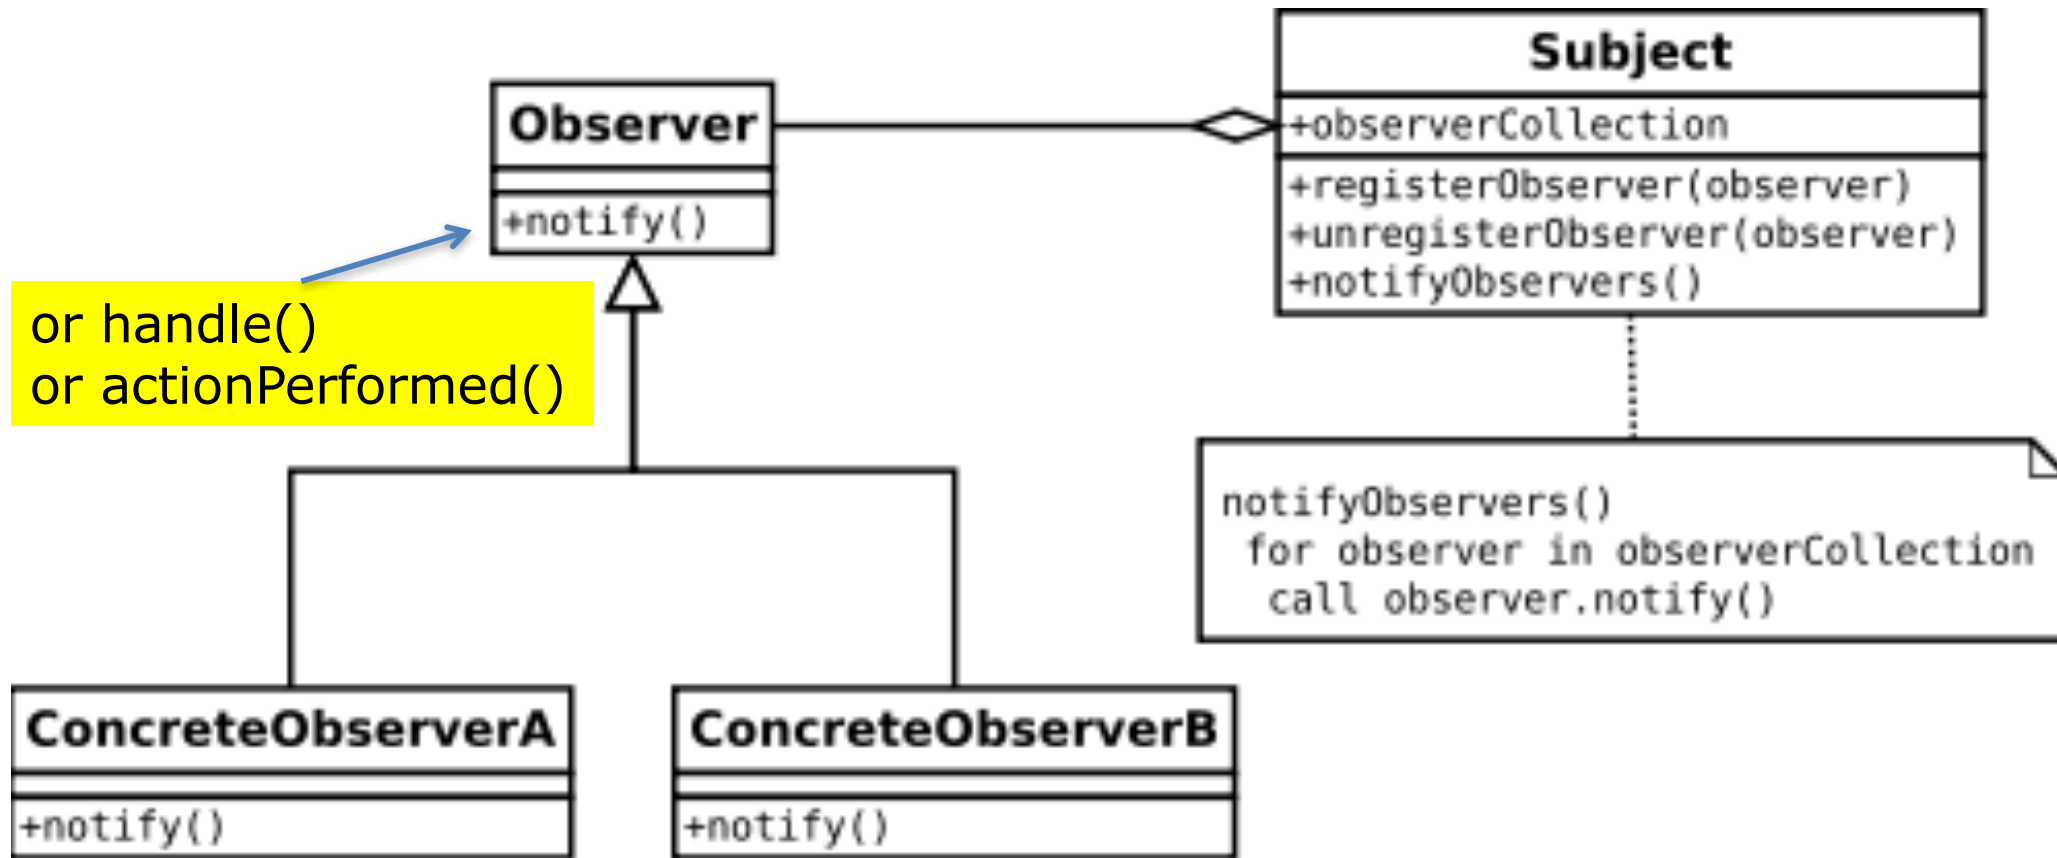 Subject
+observerCollection
+registerObserver(observer)
+unregisterObserver(observer)
+notifyObservers()
Observer
+notify()
or handle()
or actionPerformed()
notifyObservers()
for observer in observerCollection
call observer.notify()
ConcreteObserverA
+notify()
ConcreteObserverB
+notify()